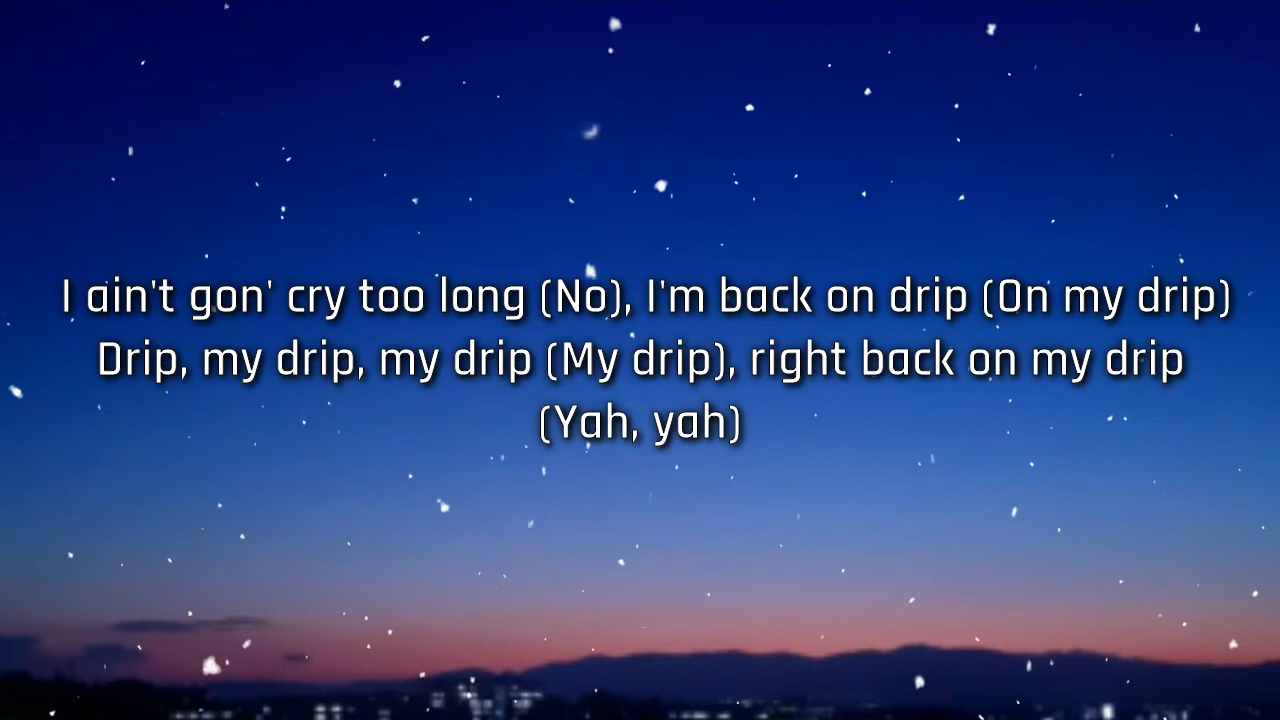 I ain't gon' cry too long (No), I'm back on drip (On my drip)
Drip, my drip, my drip (My drip), right back on my drip
(Yah, yah)